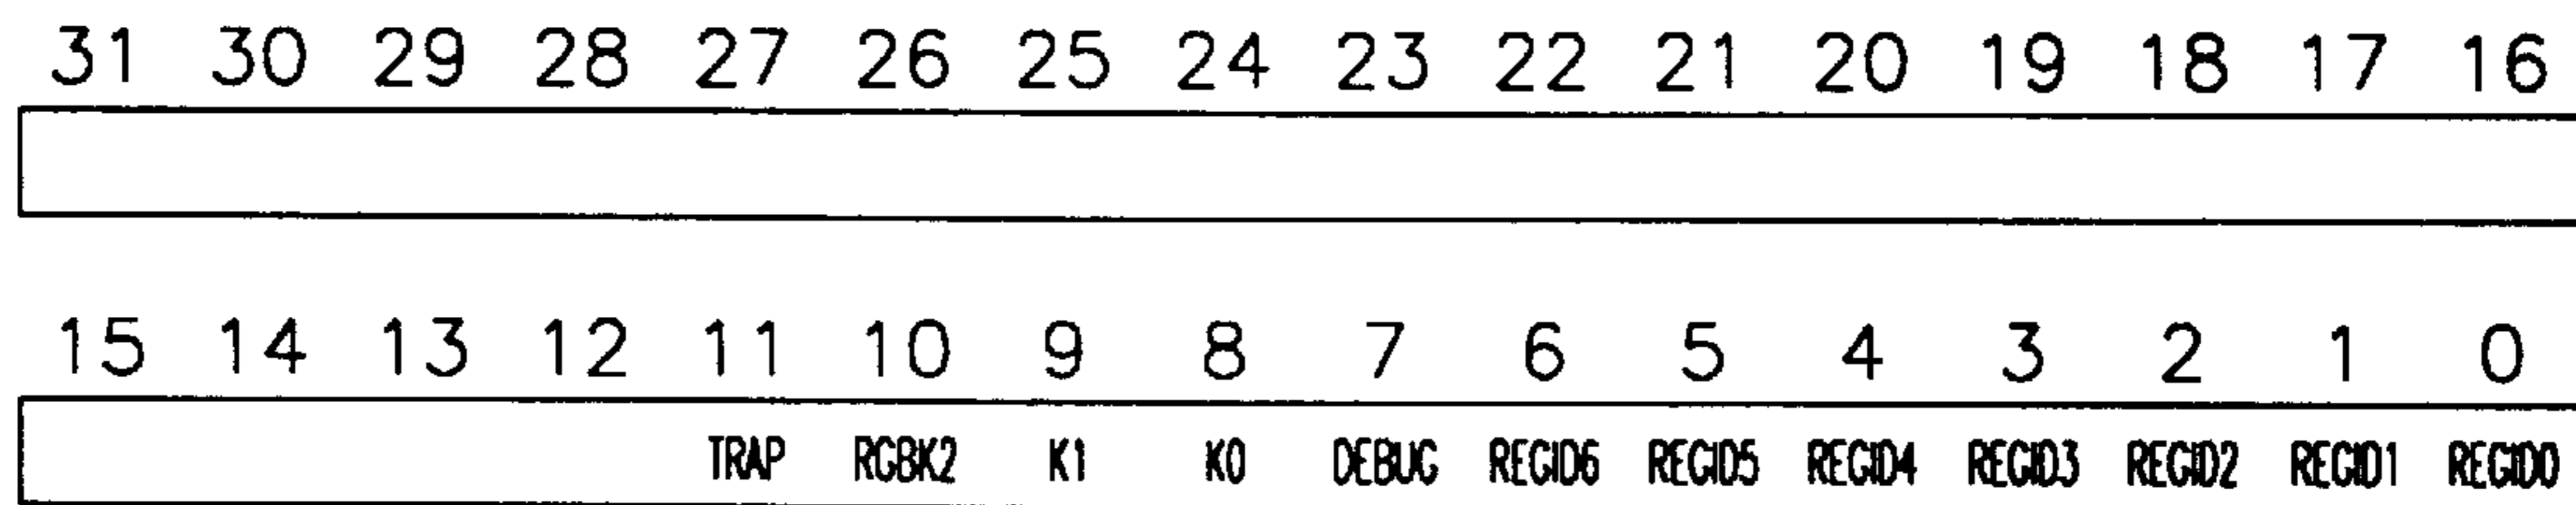 31 30 29 28 27 26 25 24 23 22 21 20 19 18 17 16
15 14 13 12 11 10 9 8 7 6 5 4 3 2 1 0
TRAP RGBK2 K1 K0 DEBUG REGID6 REGID5 REGID4 REGID3 REGID2 REGID1 REGID0